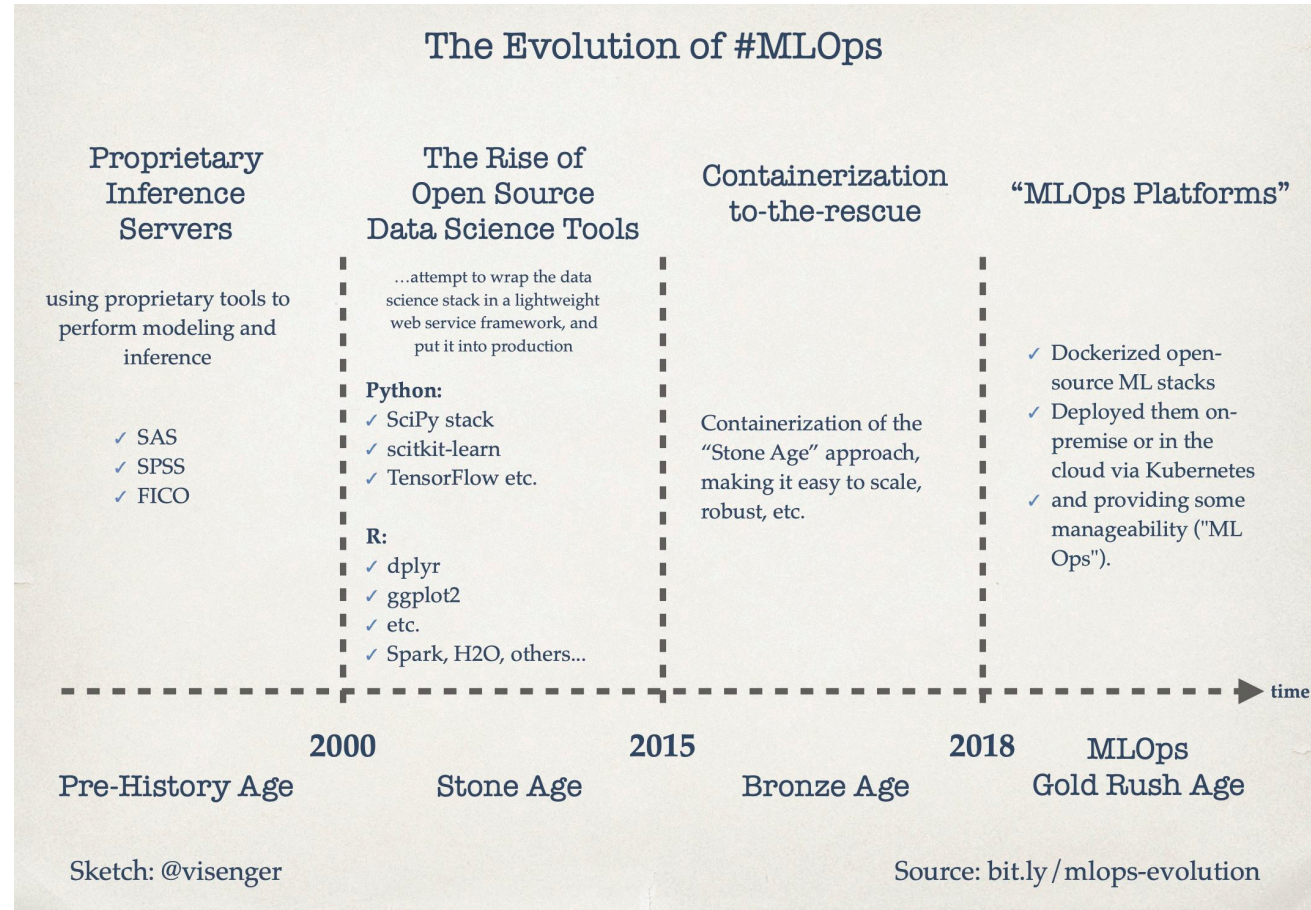 The Evolution of #MLOps
Proprietary
Inference
Servers
using proprietary tools to
perform modeling and
inference
✓ SAS
✓ SPSS
✓ FICO
The Rise of
Open Source
Data Science Tools
…attempt to wrap the data
science stack in a lightweight
web service framework, and
put it into production
Python:
✓ SciPy stack
✓ scitkit-learn
✓ TensorFlow etc.
R:
✓ dplyr
✓ ggplot2
✓ etc.
✓ Spark, H2O, others...
Containerization
to-the-rescue
Containerization of the
“Stone Age” approach,
making it easy to scale,
robust, etc.
“MLOps Platforms”
✓ Dockerized open-
source ML stacks
✓ Deployed them on-
premise or in the
cloud via Kubernetes
✓ and providing some
manageability ("ML
Ops").
time
2000
2015
2018
Pre-History Age
Stone Age
Bronze Age
MLOps
Gold Rush Age
Sketch: @visenger
Source: bit.ly/mlops-evolution